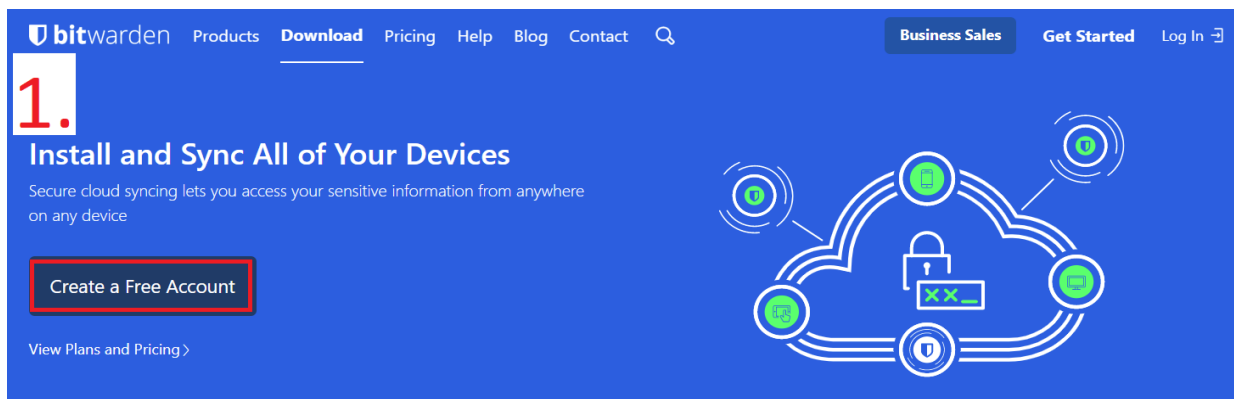 bitwarden Products Download Pricing Help Blog Contact Business Sales Get Started Log In
1.
Install and Sync All of Your Devices
Secure cloud syncing lets you access your sensitive information from anywhere
on any device
Create a Free Account
××_
View Plans and Pricing >